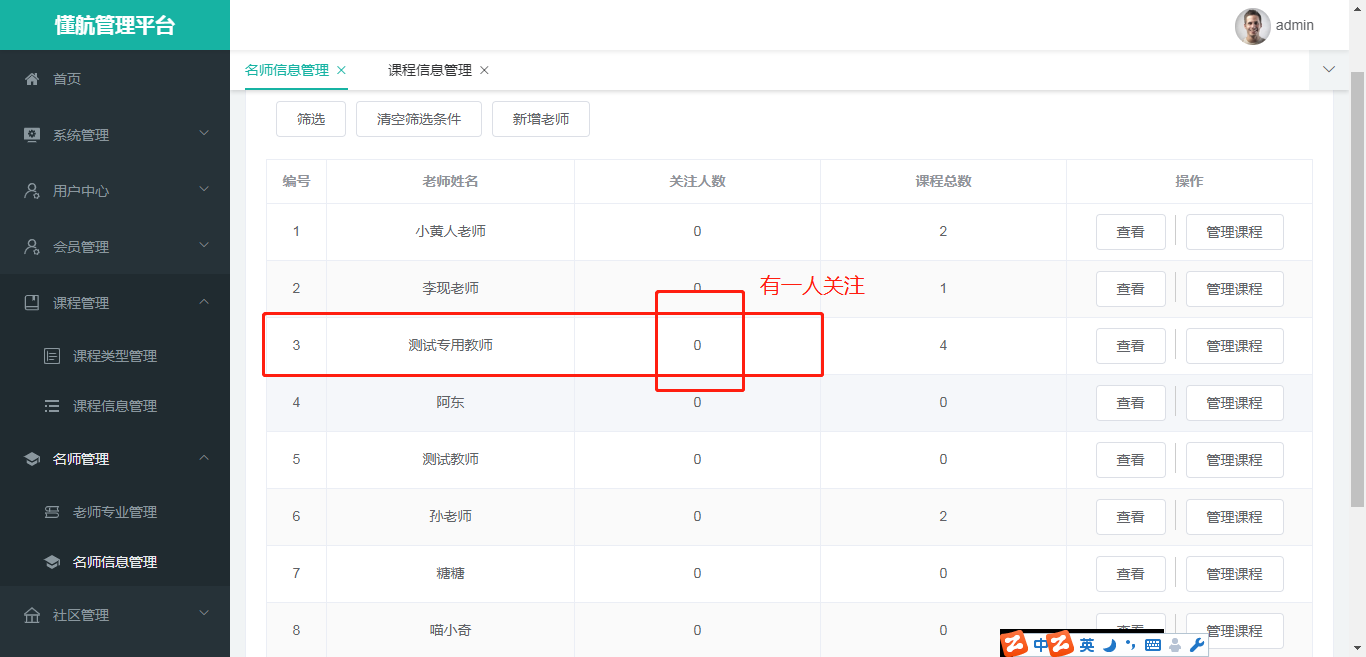 懂航管理平台
admin
首页
系统管理
用户中心
会员管理
课程管理
课程类型管理
课程信息管理
名师管理
老师专业管理
名师信息管理
社区管理
名师信息管理 × 课程信息管理 ×
筛选 清空筛选条件 新增老师
编号 老师姓名 关注人数 课程总数 操作
1 小黄人老师 0 2 查看 管理课程
2 李现老师 0 1 查看 管理课程
有一人关注
3 测试专用教师 0 4 查看 管理课程
4 阿东 0 0 查看 管理课程
5 测试教师 0 0 查看 管理课程
6 孙老师 0 2 查看 管理课程
7 糖糖 0 0 查看 管理课程
8 喵小奇 0 0 查看 管理课程
中 英